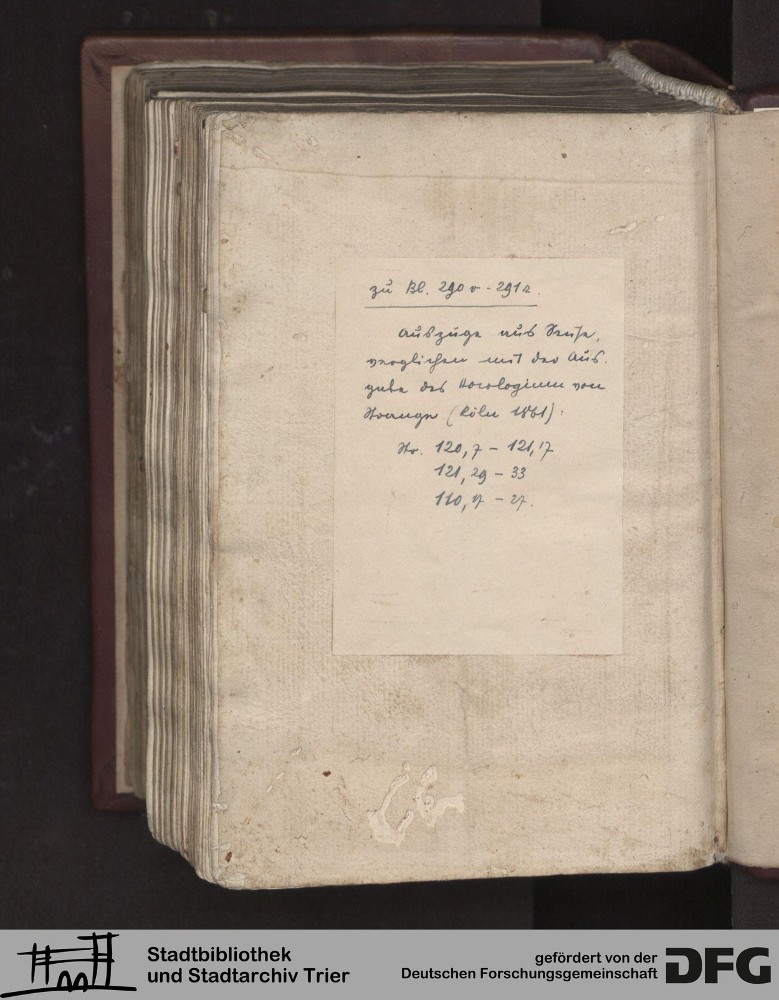 zu Bl. 290v - 291r.
Auszüge aus Seuse,
verglichen mit der Aus-
gabe des Horologium von
Strange (Köln 1861):
Str. 120,7 - 121,17
121,29 - 33
110,17 - 27.
Stadtbibliothek
und Stadtarchiv Trier
gefördert von der
Deutschen Forschungsgemeinschaft
DFG